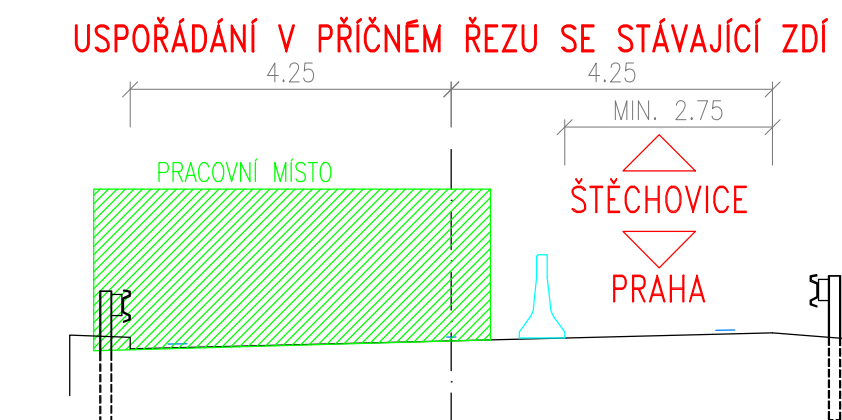 USPOŘÁDÁNÍ V PŘÍČNÉM ŘEZU SE STÁVAJÍCÍ ZDÍ
4.25 4.25
MIN. 2.75
PRACOVNÍ MÍSTO
ŠTĚCHOVICE
PRAHA